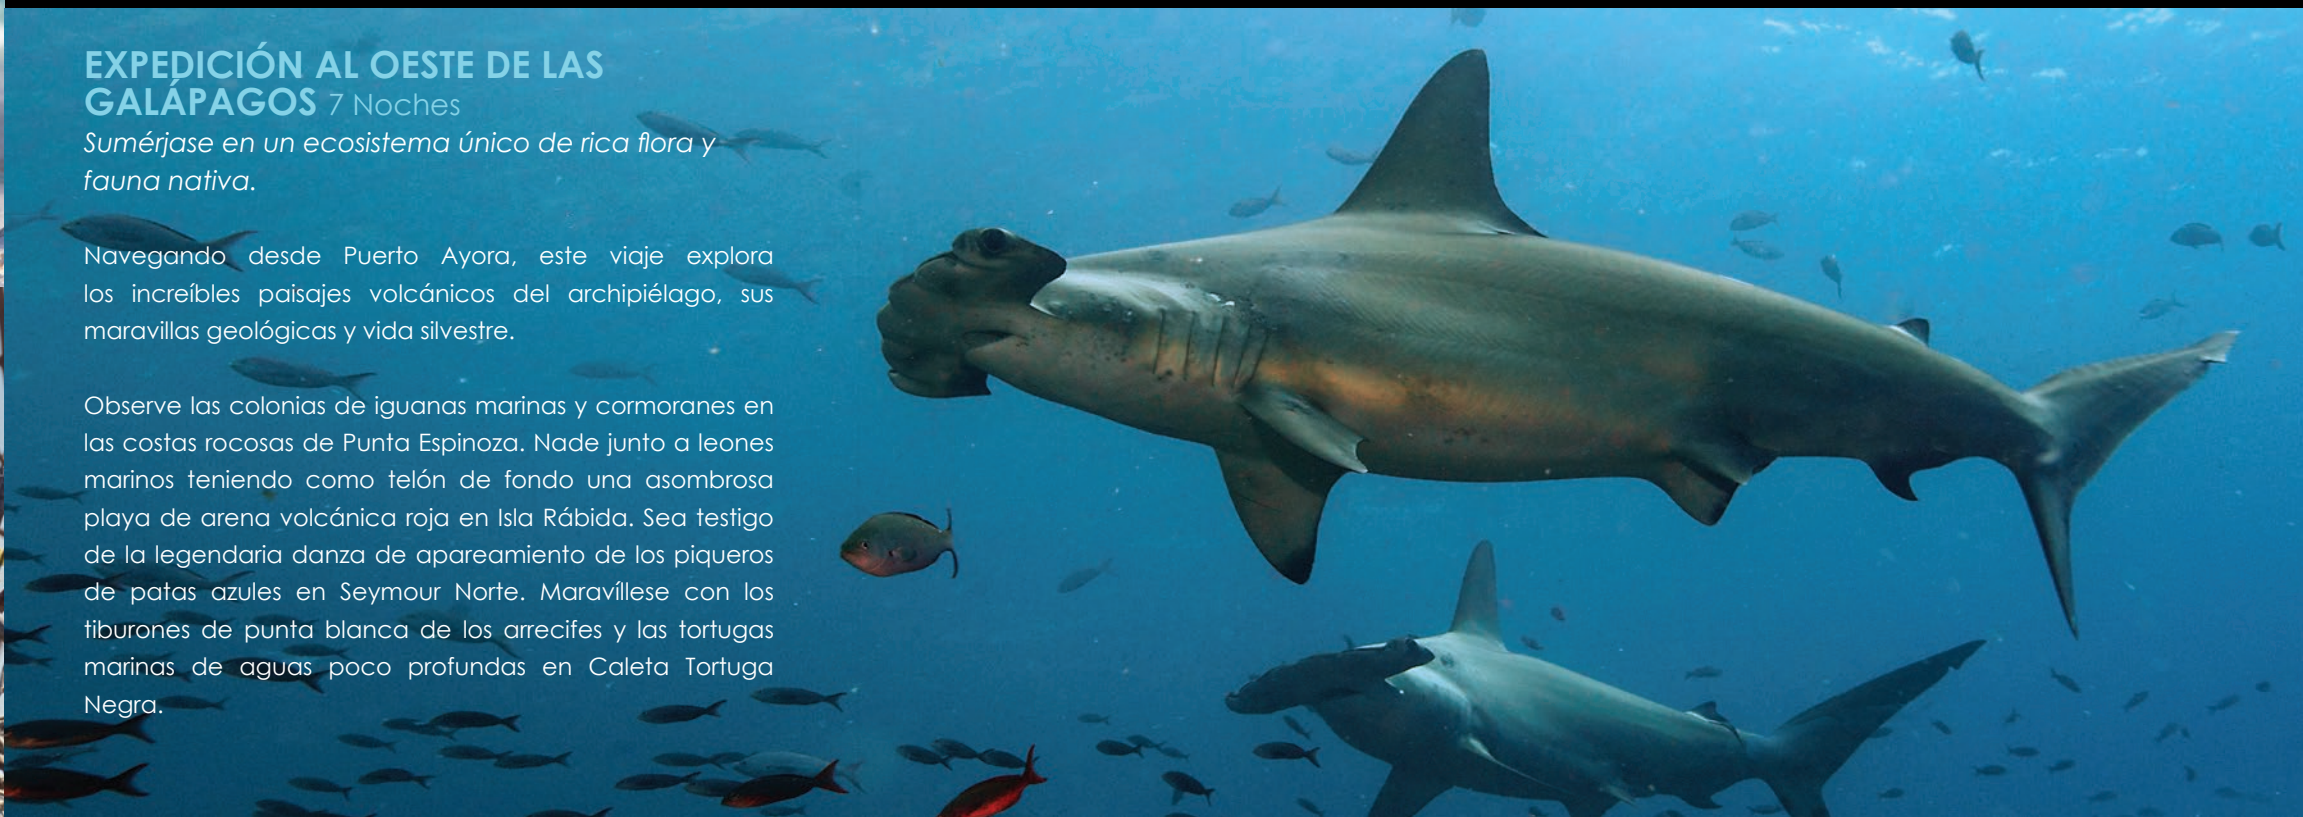 EXPEDICIÓN AL OESTE DE LAS
GALÁPAGOS 7 Noches
Sumérjase en un ecosistema único de rica flora y
fauna nativa.
Navegando desde Puerto Ayora, este viaje explora
los increíbles paisajes volcánicos del archipiélago, sus
maravillas geológicas y vida silvestre.
Observe las colonias de iguanas marinas y cormoranes en
las costas rocosas de Punta Espinoza. Nade junto a leones
marinos teniendo como telón de fondo una asombrosa
playa de arena volcánica roja en Isla Rábida. Sea testigo
de la legendaria danza de apareamiento de los piqueros
de patas azules en Seymour Norte. Maravíllese con los
tiburones de punta blanca de los arrecifes y las tortugas
marinas de aguas poco profundas en Caleta Tortuga
Negra.